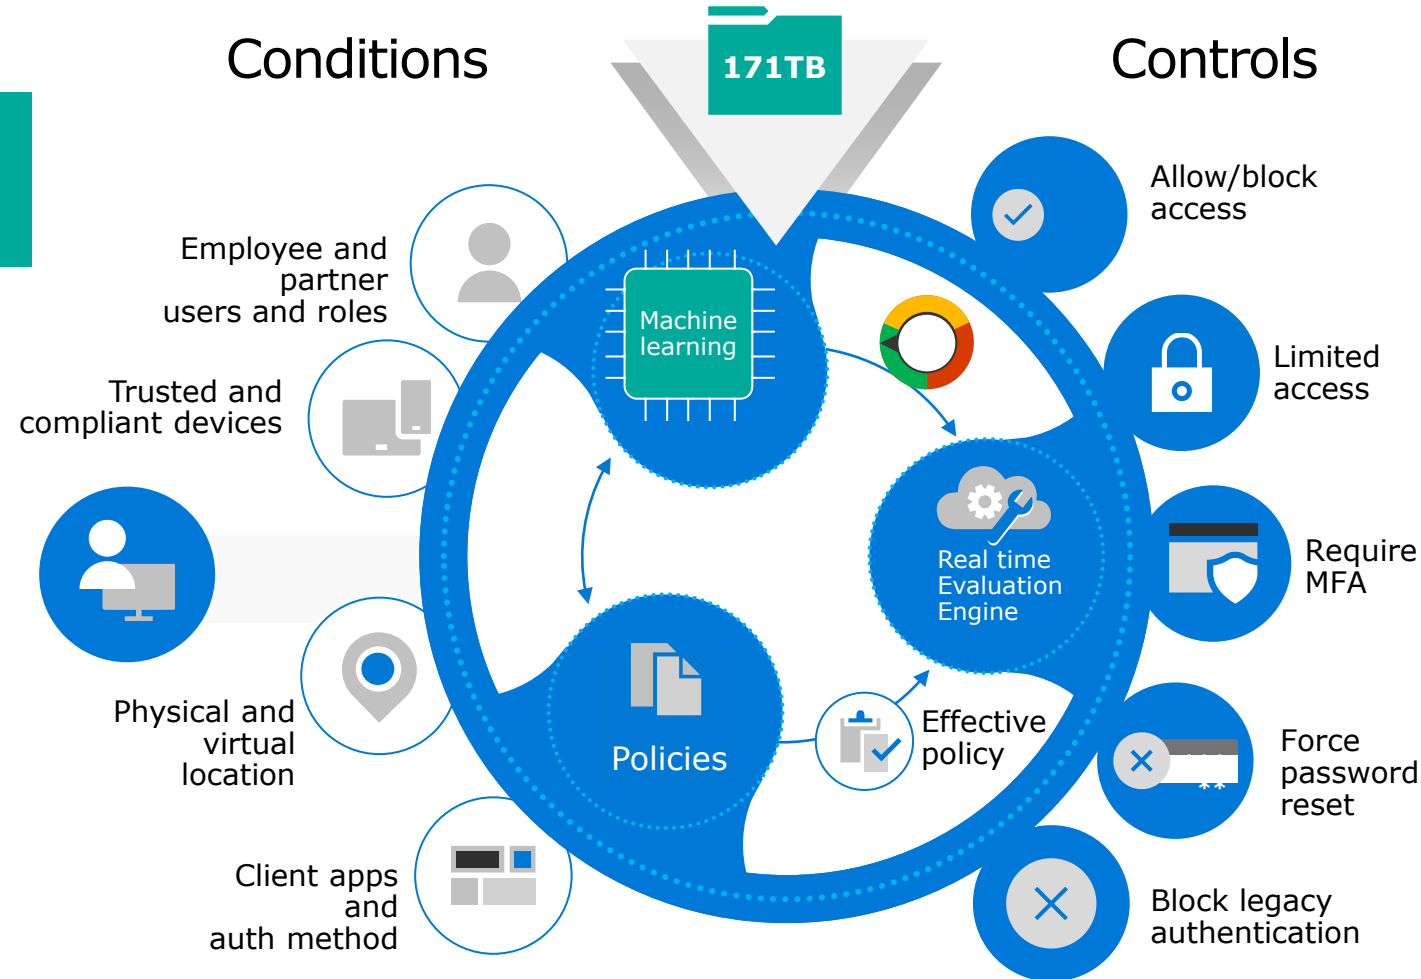 Conditions
171TB
Controls
Employee and
partner
users and roles
Trusted and
compliant devices
Physical and
virtual
location
Client apps
and
auth method
Machine
learning
Real time
Evaluation
Engine
Policies
Effective
policy
Allow/block
access
Limited
access
Require
MFA
Force
password
reset
**
Block legacy
authentication